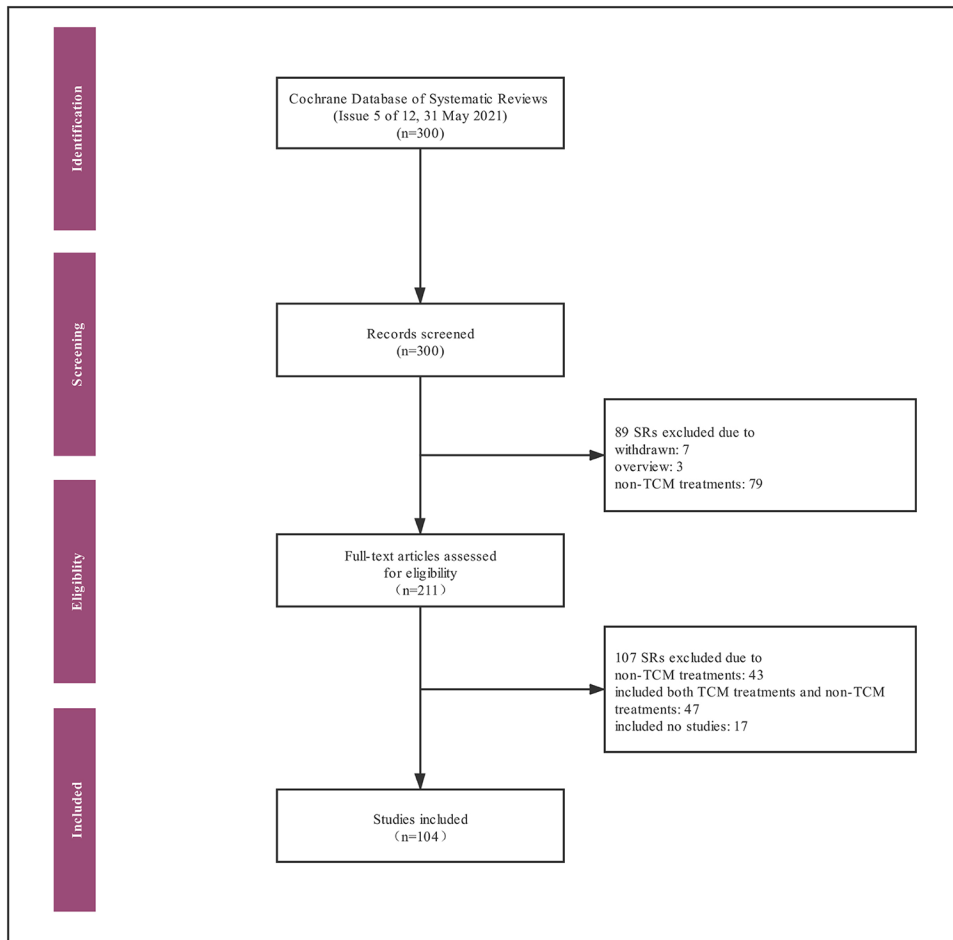 Identification
Cochrane Database of Systematic Reviews
(Issue 5 of 12, 31 May 2021)
(n=300)
Screening
Records screened
(n=300)
89 SRs excluded due to
withdrawn: 7
overview: 3
non-TCM treatments: 79
Eligiblity
Full-text articles assessed
for eligibility
（n=211）
107 SRs excluded due to
non-TCM treatments: 43
included both TCM treatments and non-TCM
treatments: 47
included no studies: 17
Included
Studies included
（n=104）